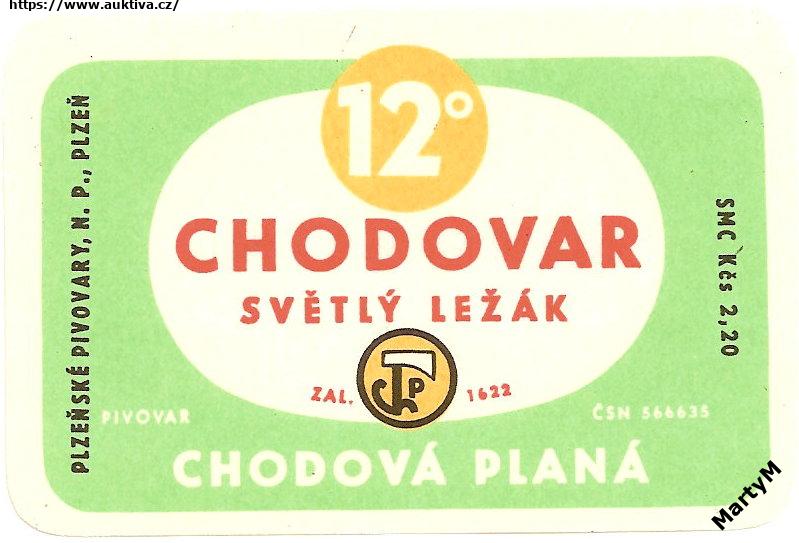 https://www.auktiva.cz/
12°
CHODOVAR
SVĚTLÝ LEŽÁK
ZAL. 1622
PIVOVAR
ČSN 566635
CHODOVÁ PLANÁ
PLZEŇSKÉ PIVOVARY, N. P., PLZEŇ
SMC Kčs 2,20
MartyM